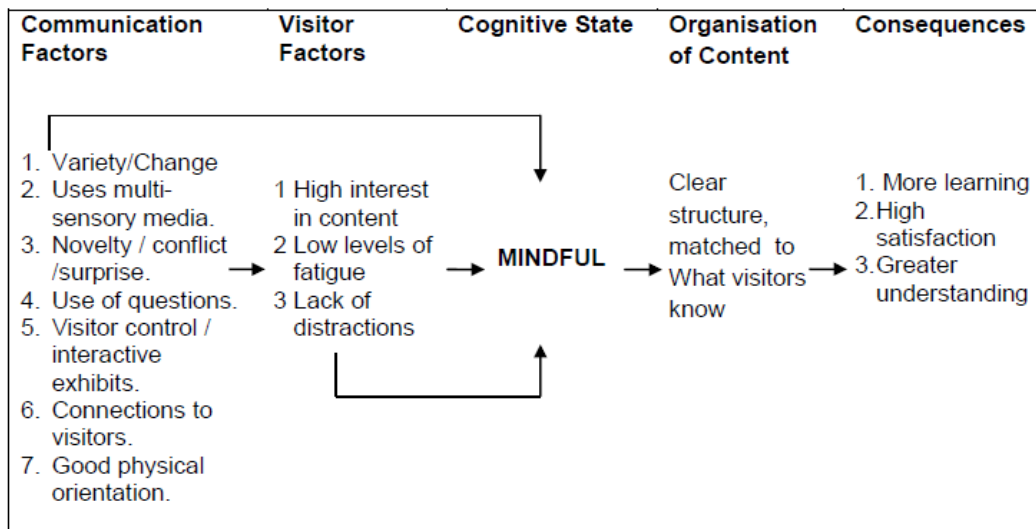 Communication Factors
Visitor Factors
Cognitive State
Organisation of Content
Consequences
1. Variety/Change
2. Uses multi-
sensory media.
3. Novelty / conflict
/surprise.
4. Use of questions.
5. Visitor control /
interactive
exhibits.
6. Connections to
visitors.
7. Good physical
orientation.
1 High interest
in content
2 Low levels of
fatigue
3 Lack of
distractions
MINDFUL
Clear
structure,
matched to
What visitors
know
1. More learning
2.High
satisfaction
3.Greater
understanding